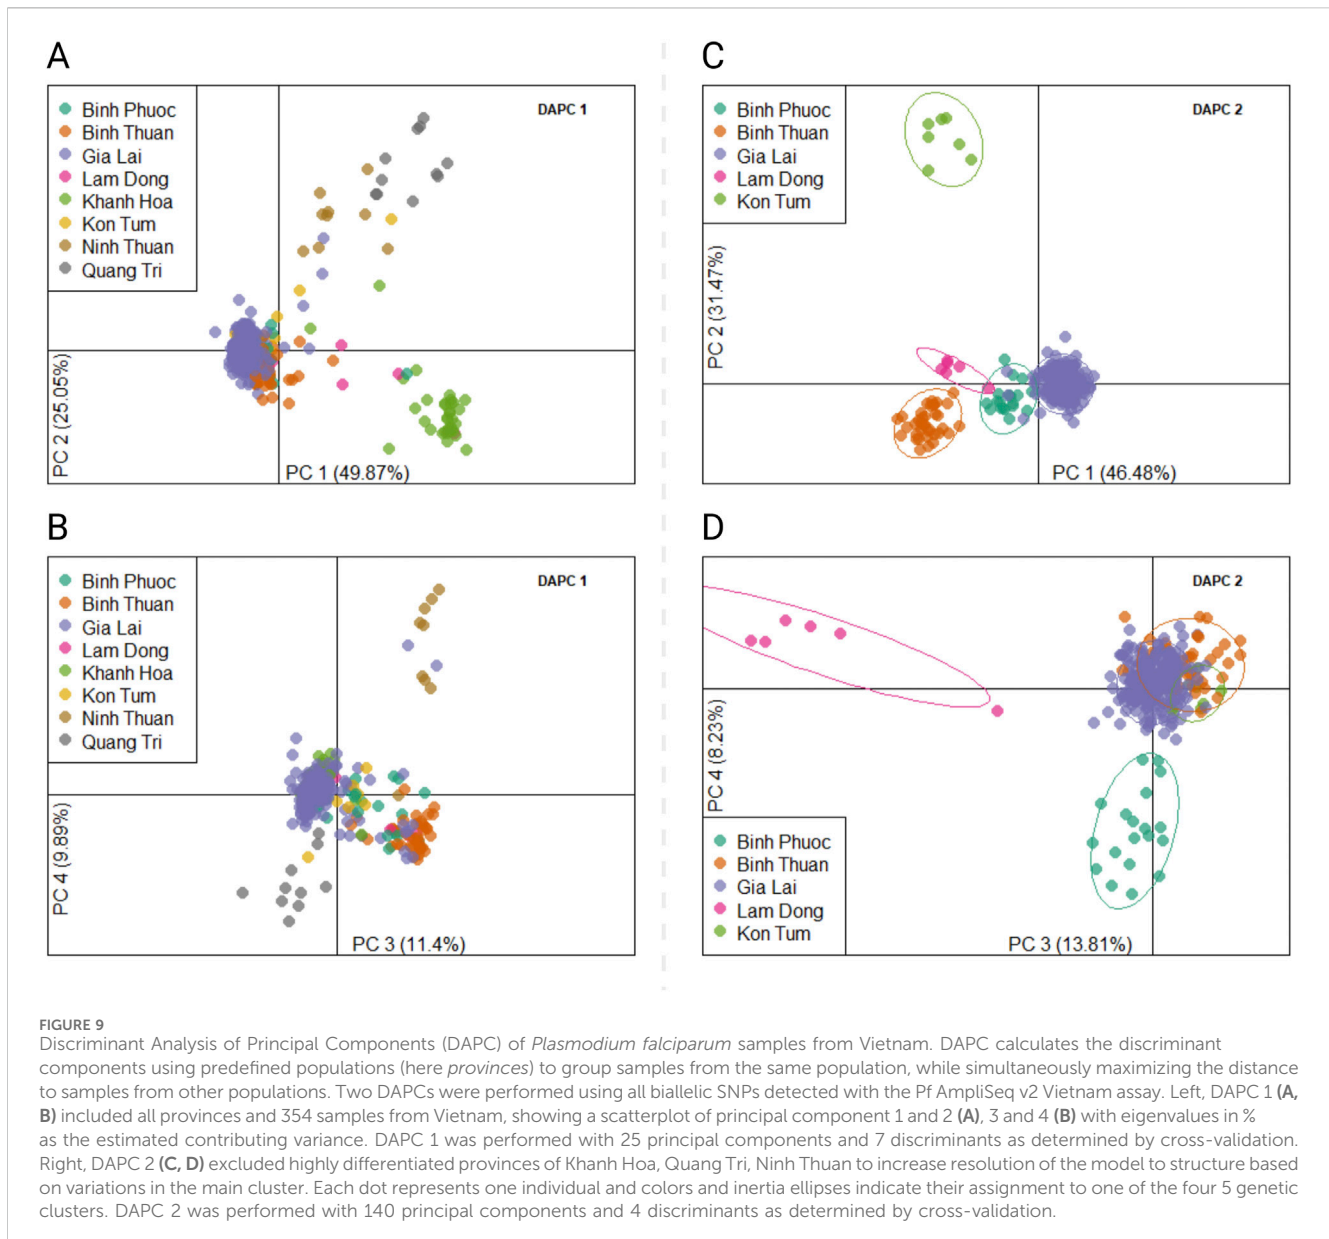 A
DAPC 1
Binh Phuoc
Binh Thuan
Gia Lai
Lam Dong
Khanh Hoa
Kon Tum
Ninh Thuan
Quang Tri
PC 2 (25.05%)
PC 1 (49.87%)
C
DAPC 2
Binh Phuoc
Binh Thuan
Gia Lai
Lam Dong
Kon Tum
PC 2 (31.47%)
PC 1 (46.48%)
B
DAPC 1
Binh Phuoc
Binh Thuan
Gia Lai
Lam Dong
Khanh Hoa
Kon Tum
Ninh Thuan
Quang Tri
PC 4 (9.89%)
PC 3 (11.4%)
D
DAPC 2
PC 4 (8.23%)
Binh Phuoc
Binh Thuan
Gia Lai
Lam Dong
Kon Tum
PC 3 (13.81%)
FIGURE 9
Discriminant Analysis of Principal Components (DAPC) of Plasmodium falciparum samples from Vietnam. DAPC calculates the discriminant
components using predefined populations (here provinces) to group samples from the same population, while simultaneously maximizing the distance
to samples from other populations. Two DAPCs were performed using all biallelic SNPs detected with the Pf AmpliSeq v2 Vietnam assay. Left, DAPC 1 (A,
B) included all provinces and 354 samples from Vietnam, showing a scatterplot of principal component 1 and 2 (A), 3 and 4 (B) with eigenvalues in %
as the estimated contributing variance. DAPC 1 was performed with 25 principal components and 7 discriminants as determined by cross-validation.
Right, DAPC 2 (C, D) excluded highly differentiated provinces of Khanh Hoa, Quang Tri, Ninh Thuan to increase resolution of the model to structure based
on variations in the main cluster. Each dot represents one individual and colors and inertia ellipses indicate their assignment to one of the four 5 genetic
clusters. DAPC 2 was performed with 140 principal components and 4 discriminants as determined by cross-validation.